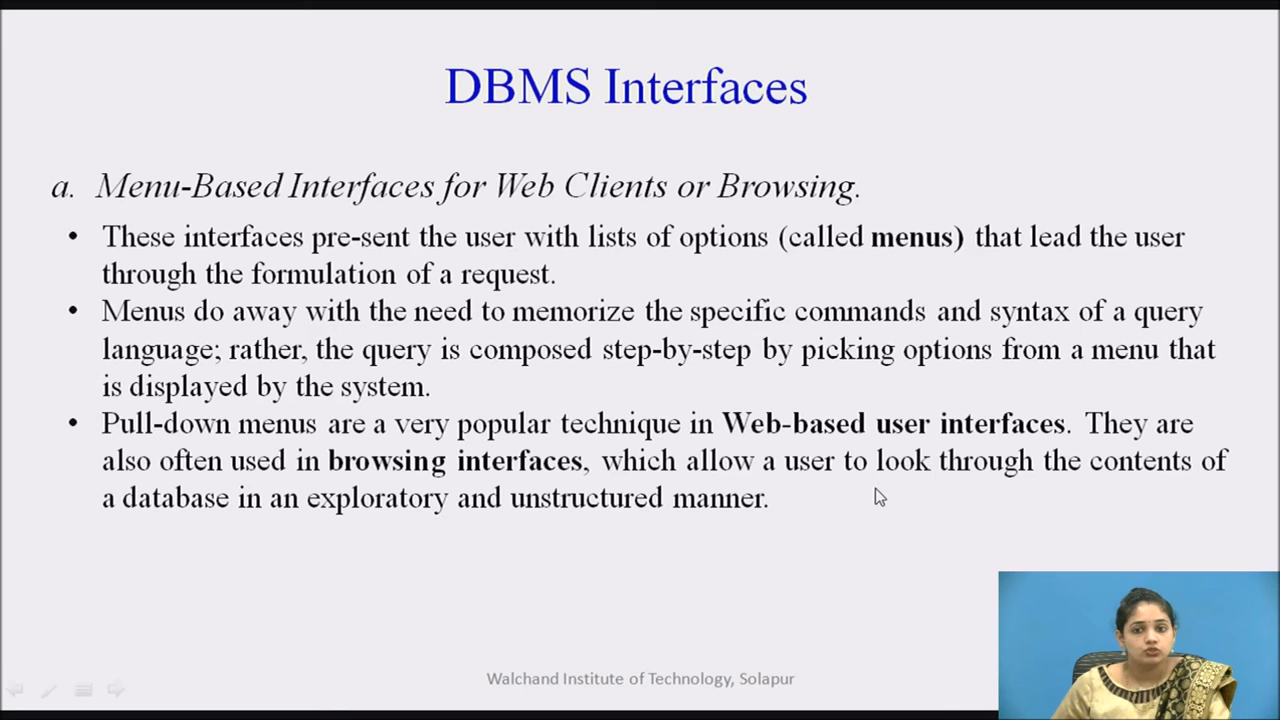 DBMS Interfaces
a. Menu-Based Interfaces for Web Clients or Browsing.
• These interfaces pre-sent the user with lists of options (called menus) that lead the user
through the formulation of a request.
• Menus do away with the need to memorize the specific commands and syntax of a query
language; rather, the query is composed step-by-step by picking options from a menu that
is displayed by the system.
• Pull-down menus are a very popular technique in Web-based user interfaces. They are
also often used in browsing interfaces, which allow a user to look through the contents of
a database in an exploratory and unstructured manner.
Walchand Institute of Technology, Solapur